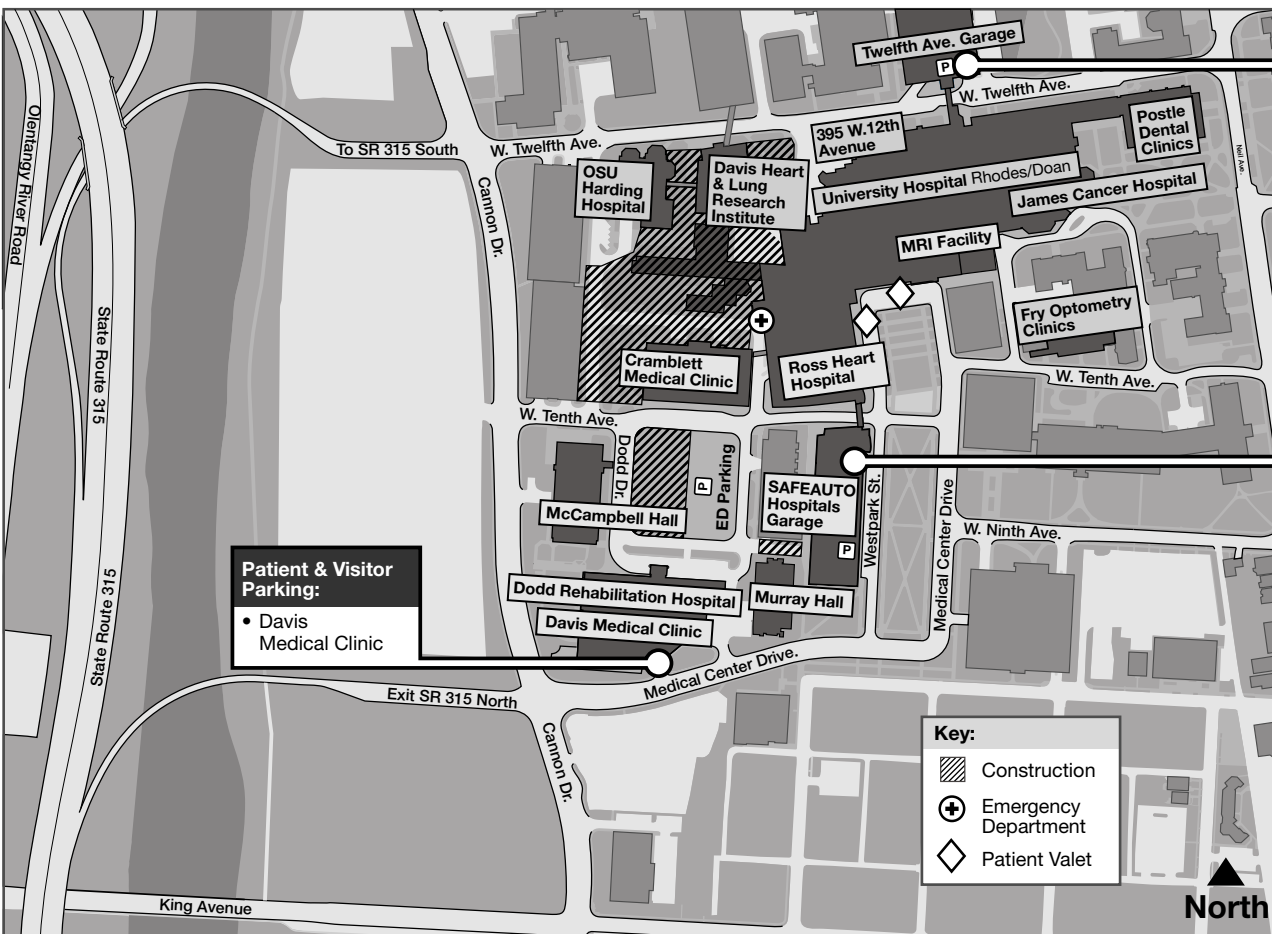 Twelfth Ave. Garage
P
W. Twelfth Ave.
395 W.12th
Avenue
Postle
Dental
Clinics
Olentangy River Road
To SR 315 South
W. Twelfth Ave.
Neil Ave.
OSU
Harding
Hospital
Davis Heart
& Lung
Research
Institute
University Hospital Rhodes/Doan
James Cancer Hospital
Cannon Dr.
MRI Facility
State Route 315
Fry Optometry
Clinics
Cramblett
Medical Clinic
Ross Heart
Hospital
W. Tenth Ave.
W. Tenth Ave.
Dodd Dr.
P
ED Parking
SAFEAUTO
Hospitals
Garage
P
Westpark St.
Medical Center Drive
McCampbell Hall
W. Ninth Ave.
Patient & Visitor
Parking:
• Davis
Medical Clinic
State Route 315
Dodd Rehabilitation Hospital
Murray Hall
Davis Medical Clinic
Medical Center Drive.
Exit SR 315 North
Cannon Dr.
Key:
Construction
Emergency
Department
Patient Valet
King Avenue
North